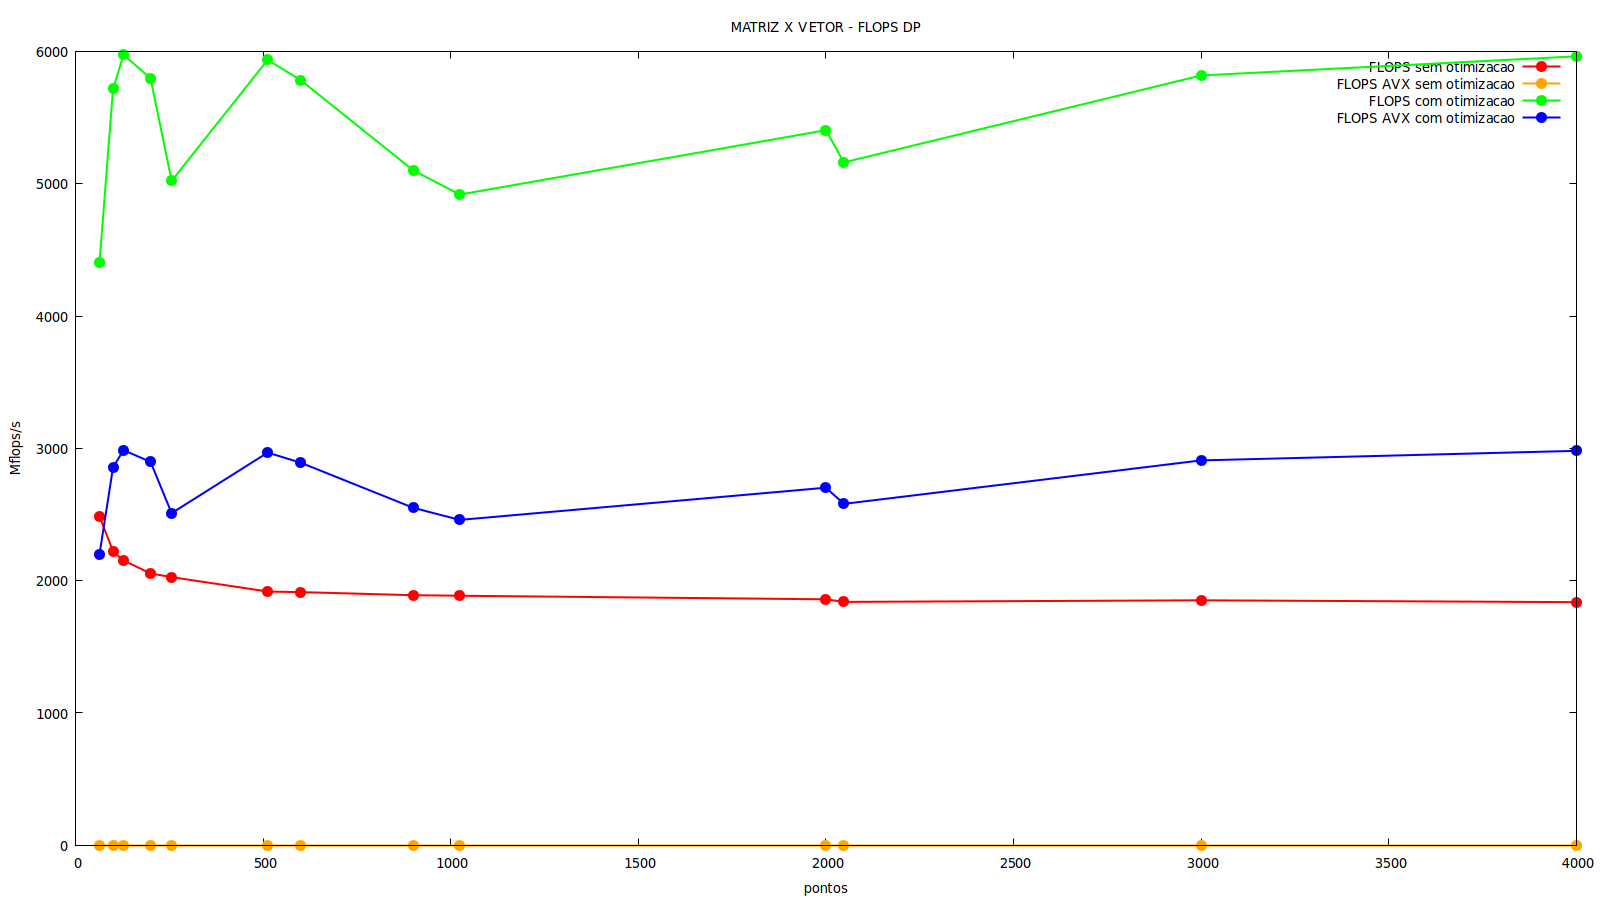 MATRIZ X VETOR - FLOPS DP
6000
5000
4000
3000
2000
1000
0
Mflops/s
FLOPS sem otimizacao
FLOPS AVX sem otimizacao
FLOPS com otimizacao
FLOPS AVX com otimizacao
0 500 1000 1500 2000 2500 3000 3500 4000
pontos